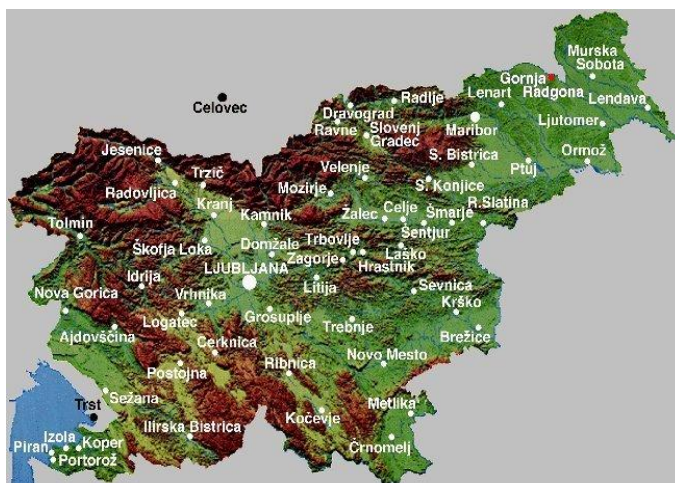 Murska
Sobota
Gornja
Radgona
Celovec
Radlje
Lenart
Lendava
Dravograd
Ravne
Slovenj
Gradec
Maribor
Ljutomer
Jesenice
Trzič
S. Bistrica
Ptuj
Ormož
Radovljica
Velenje
Mozirje
S. Konjice
Kranj
Kamnik
Žalec
Celje
Šmarje
R.Slatina
Šentjur
Tolmin
Škofja Loka
Domžale
Trbovlje
Laško
Zagorje
Hrastnik
LJUBLJANA
Idrija
Litija
Sevnica
Nova Gorica
Vrhnika
Krško
Logatec
Grosuplje
Trebnje
Ajdovščina
Brežice
Cerknica
Postojna
Ribnica
Novo Mesto
Sežana
Trst
Kočevje
Metlika
Ilirska Bistrica
Črnomelj
Izola
Piran
Koper
Portorož